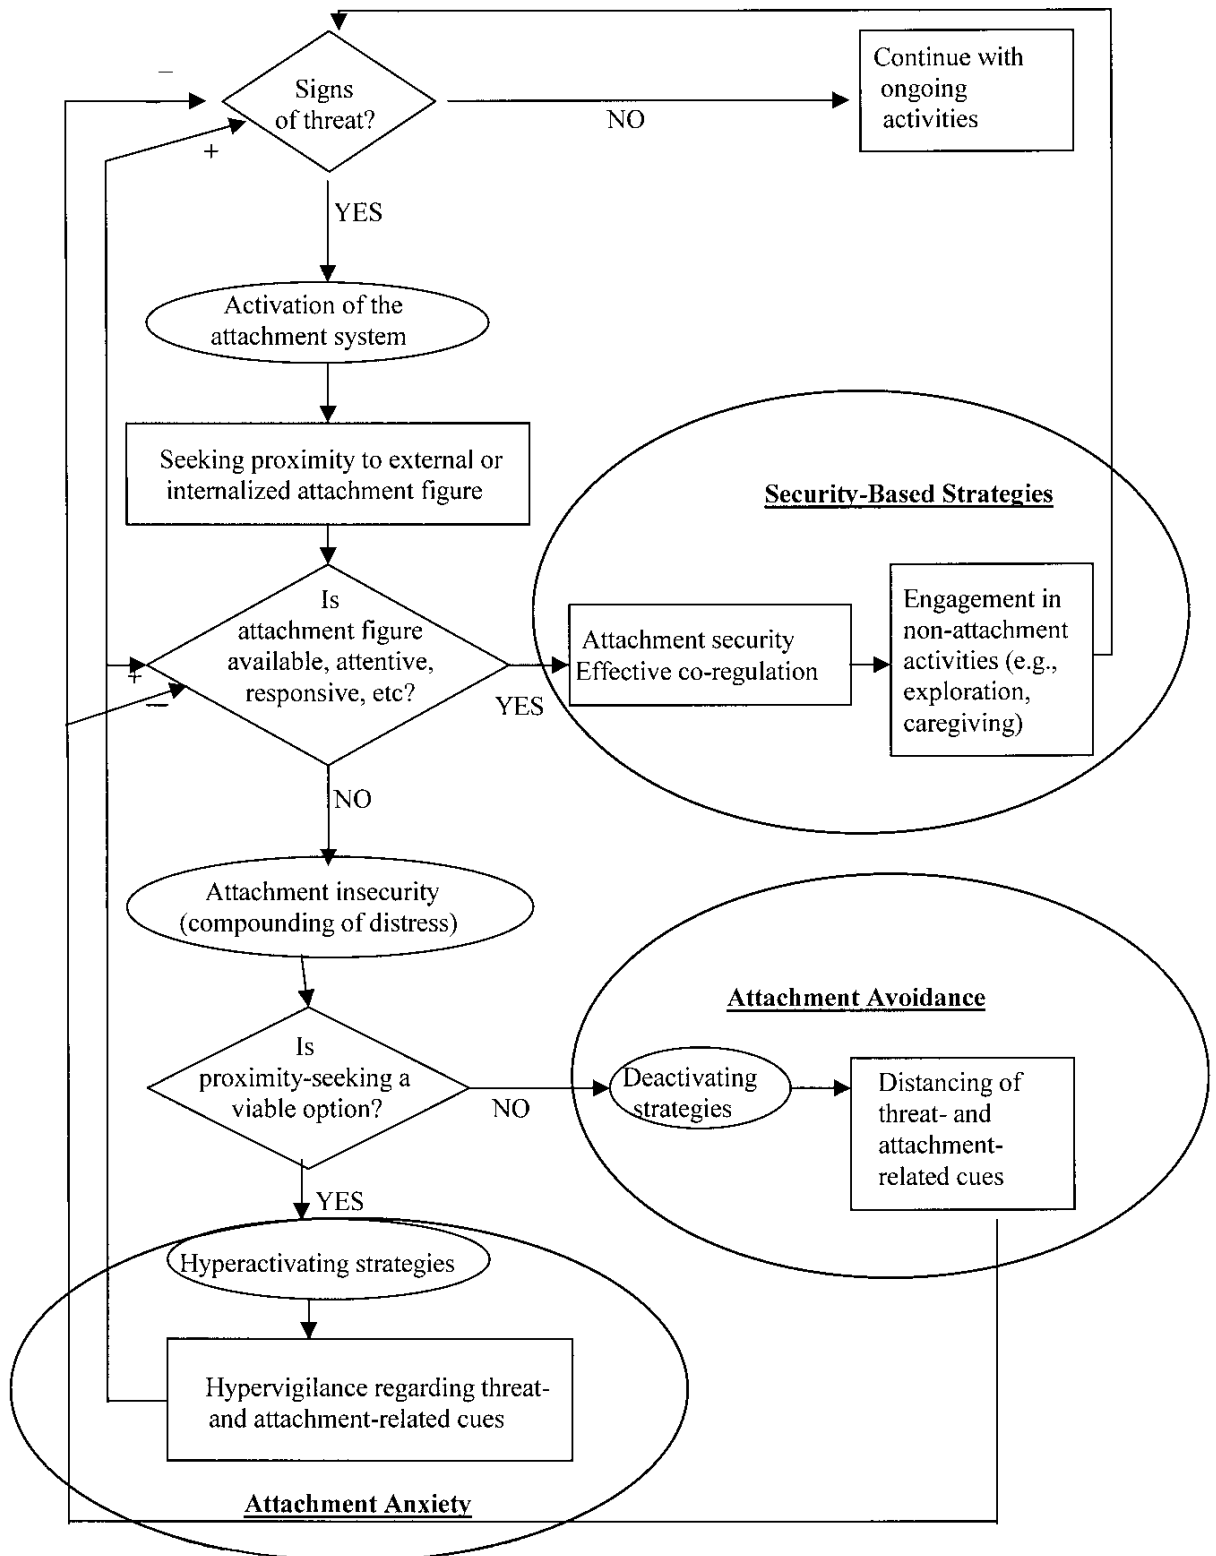 Signs
of threat?
NO
Continue with
ongoing
activities
−
−
+
YES
Activation of the
attachment system
Seeking proximity to external or
internalized attachment figure
Security-Based Strategies
Is
attachment figure
available, attentive,
responsive, etc?
+
−
YES
Attachment security
Effective co-regulation
Engagement in
non-attachment
activities (e.g.,
exploration,
caregiving)
NO
Attachment insecurity
(compounding of distress)
Attachment Avoidance
Is
proximity-seeking a
viable option?
NO
Deactivating
strategies
Distancing of
threat- and
attachment-
related cues
YES
Hyperactivating strategies
Hypervigilance regarding threat-
and attachment-related cues
Attachment Anxiety